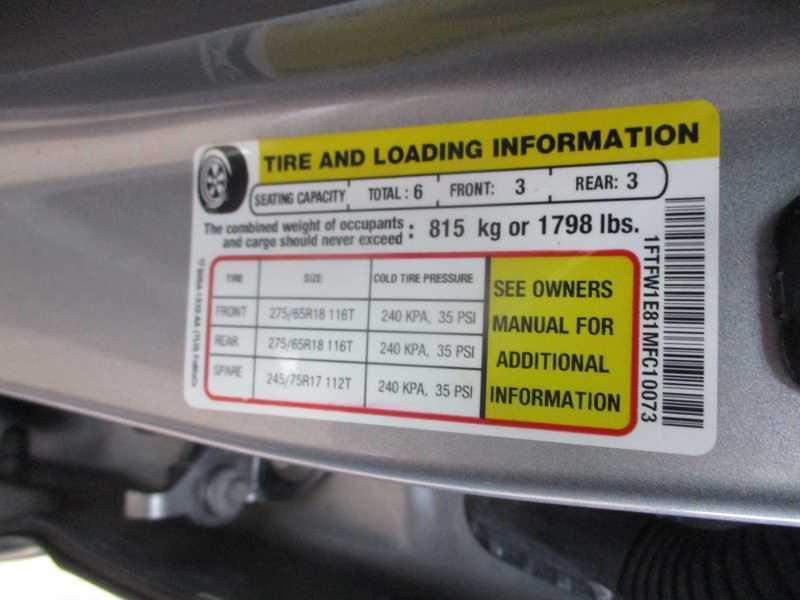 TIRE AND LOADING INFORMATION
SEATING CAPACITY TOTAL : 6 FRONT: 3 REAR: 3
The combined weight of occupants and cargo should never exceed : 815 kg or 1798 lbs.
TIRE SIZE COLD TIRE PRESSURE
FRONT 275/65R18 116T 240 KPA, 35 PSI
REAR 275/65R18 116T 240 KPA, 35 PSI
SPARE 245/75R17 112T 240 KPA, 35 PSI
SEE OWNERS
MANUAL FOR
ADDITIONAL
INFORMATION
1FTFW1E81MFC10073